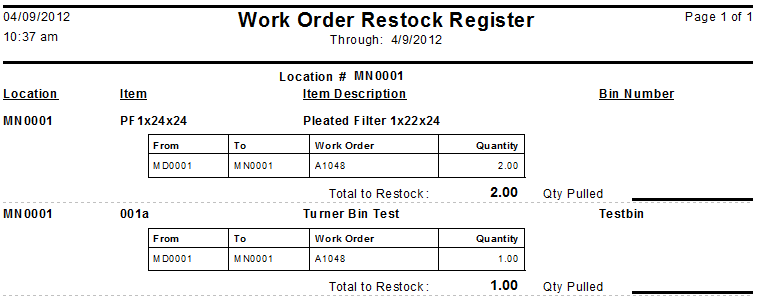 04/09/2012 Work Order Restock Register Page 1 of 1
10:37 am Through: 4/9/2012
Location # MN0001
Location Item Item Description Bin Number
MN0001 PF1x24x24 Pleated Filter 1x22x24
From To Work Order Quantity
MD0001 MN0001 A1048 2.00
Total to Restock: 2.00 Qty Pulled
MN0001 001a Turner Bin Test Testbin
From To Work Order Quantity
MD0001 MN0001 A1048 1.00
Total to Restock: 1.00 Qty Pulled